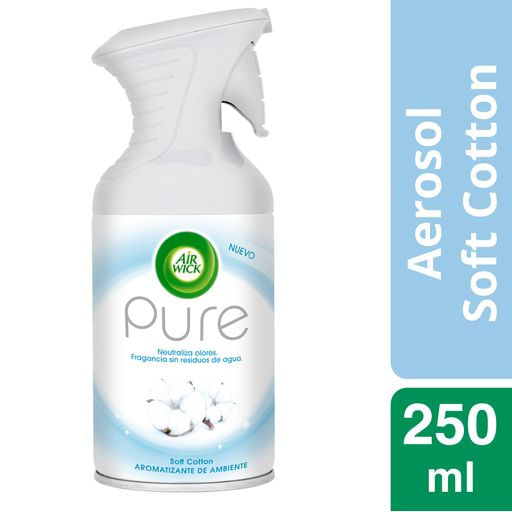 NUEVO
AIR
WICK
Pure
Neutraliza olores.
Fragancia sin residuos de agua.
Soft Cotton
AROMATIZANTE DE AMBIENTE
Aerosol
Soft Cotton
250
ml